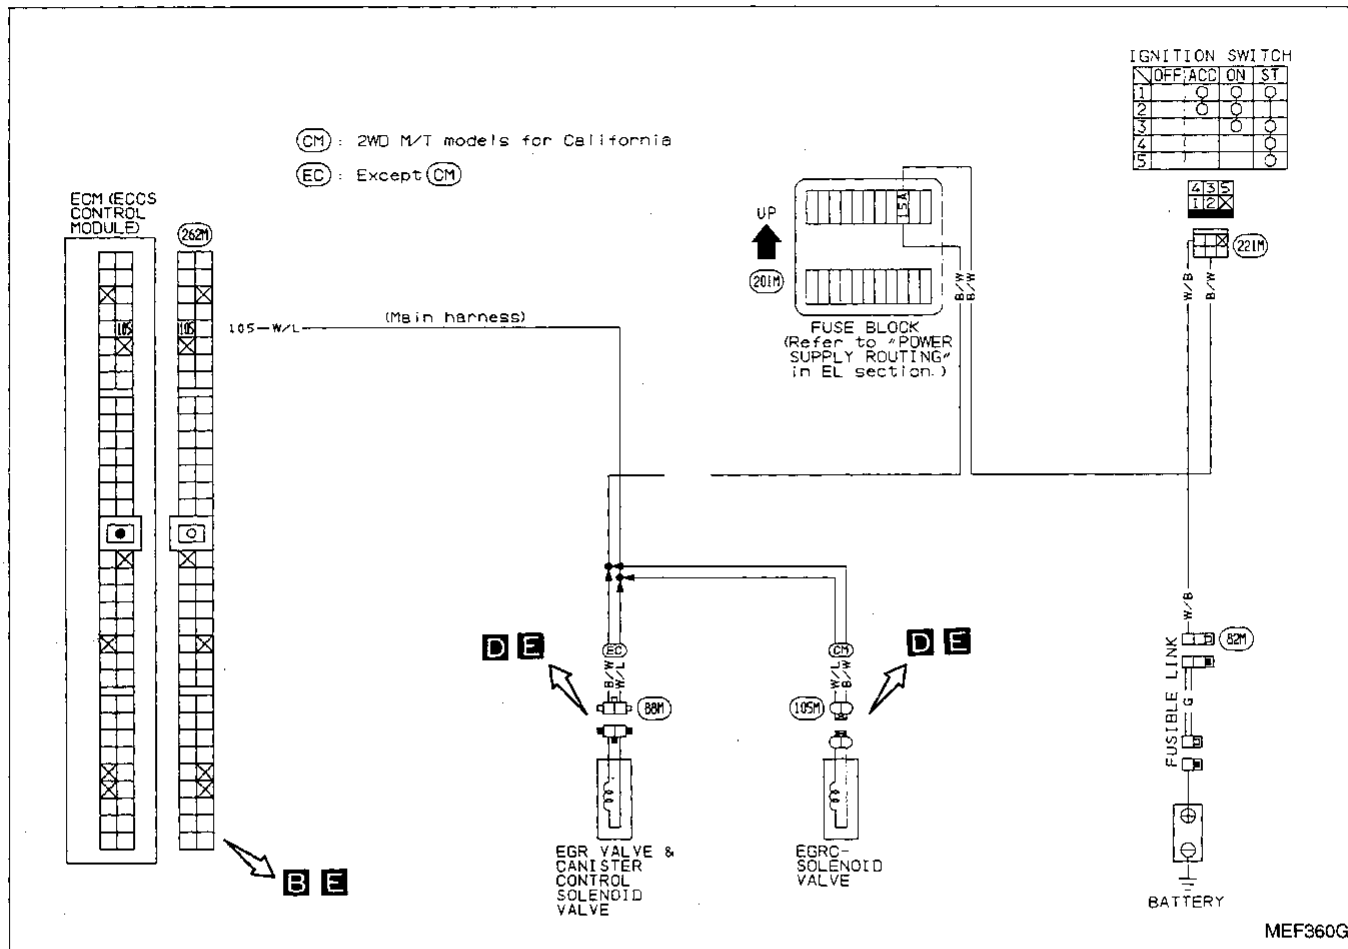 IGNITION SWITCH
OFF ACC ON ST
1
2
3
4
5
4 3 5
1 2
221M
W/B
B/W
CM : 2WD M/T models for California
EC : Except CM
ECM (ECCS
CONTROL
MODULE)
262M
105
105
105-W/L
(Main harness)
UP
201M
15A
FUSE BLOCK
(Refer to "POWER
SUPPLY ROUTING"
in EL section.)
B/W
B/W
W/B
82M
FUSIBLE LINK
G
BATTERY
D E
EC
B/W
W/L
88M
EGR VALVE &
CANISTER
CONTROL
SOLENOID
VALVE
D E
CM
W/L
B/W
105M
EGRC-
SOLENOID
VALVE
B E
MEF360G